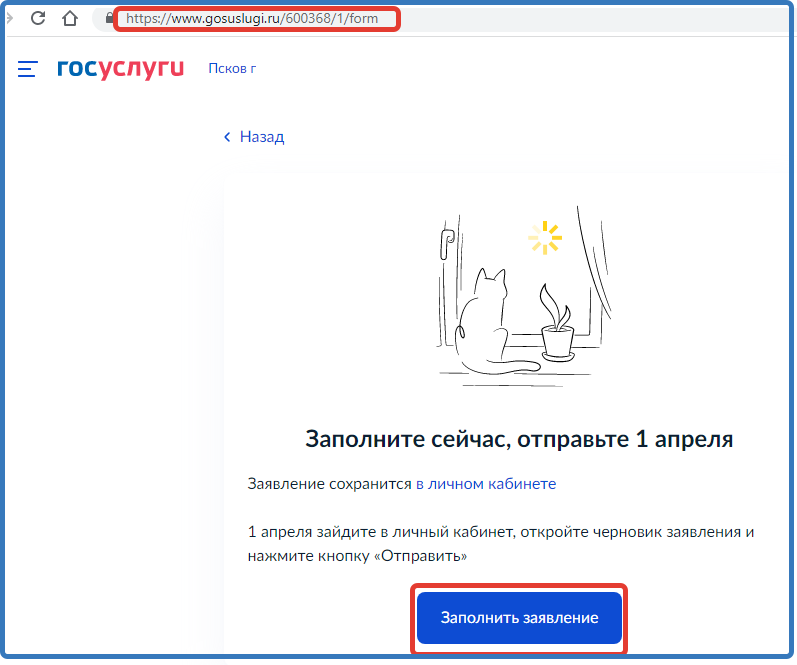 https://www.gosuslugi.ru/600368/1/form
госуслуги Псков г
Назад
Заполните сейчас, отправьте 1 апреля
Заявление сохранится в личном кабинете
1 апреля зайдите в личный кабинет, откройте черновик заявления и
нажмите кнопку «Отправить»
Заполнить заявление